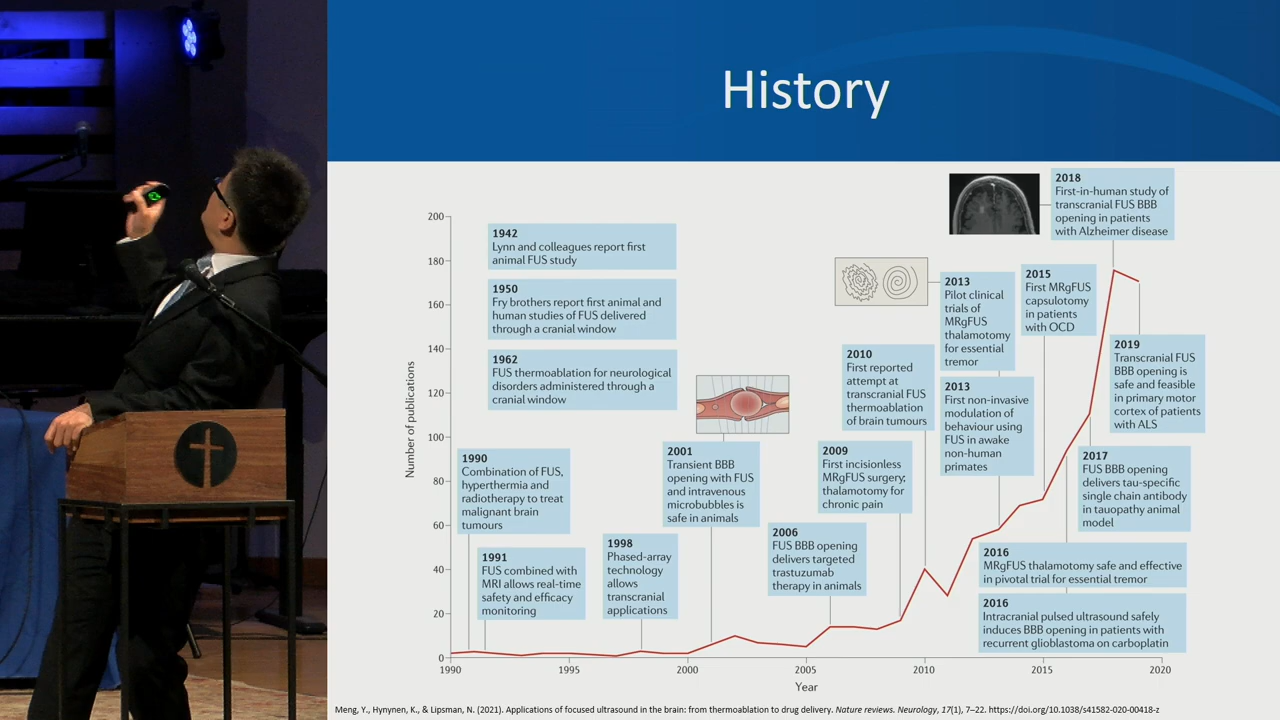 History
200
180
160
140
120
100
80
60
40
20
0
Number of publications
1990
1995
2000
2005
2010
2015
2020
Year
1942
Lynn and colleagues report first
animal FUS study
1950
Fry brothers report first animal and
human studies of FUS delivered
through a cranial window
1962
FUS thermoablation for neurological
disorders administered through a
cranial window
1990
Combination of FUS,
hyperthermia and
radiotherapy to treat
malignant brain
tumours
1991
FUS combined with
MRI allows real-time
safety and efficacy
monitoring
1998
Phased-array
technology
allows
transcranial
applications
2001
Transient BBB
opening with FUS
and intravenous
microbubbles is
safe in animals
2006
FUS BBB opening
delivers targeted
trastuzumab
therapy in animals
2009
First incisionless
MRgFUS surgery;
thalamotomy for
chronic pain
2010
First reported
attempt at
transcranial FUS
thermoablation
of brain tumours
2013
Pilot clinical
trials of
MRgFUS
thalamotomy
for essential
tremor
2013
First non-invasive
modulation of
behaviour using
FUS in awake
non-human
primates
2015
First MRgFUS
capsulotomy
in patients
with OCD
2016
MRgFUS thalamotomy safe and effective
in pivotal trial for essential tremor
2016
Intracranial pulsed ultrasound safely
induces BBB opening in patients with
recurrent glioblastoma on carboplatin
2017
FUS BBB opening
delivers tau-specific
single chain antibody
in tauopathy animal
model
2018
First-in-human study of
transcranial FUS BBB
opening in patients
with Alzheimer disease
2019
Transcranial FUS
BBB opening is
safe and feasible
in primary motor
cortex of patients
with ALS
Meng, Y., Hynynen, K., & Lipsman, N. (2021). Applications of focused ultrasound in the brain: from thermoablation to drug delivery. Nature reviews. Neurology, 17(1), 7–22. https://doi.org/10.1038/s41582-020-00418-z